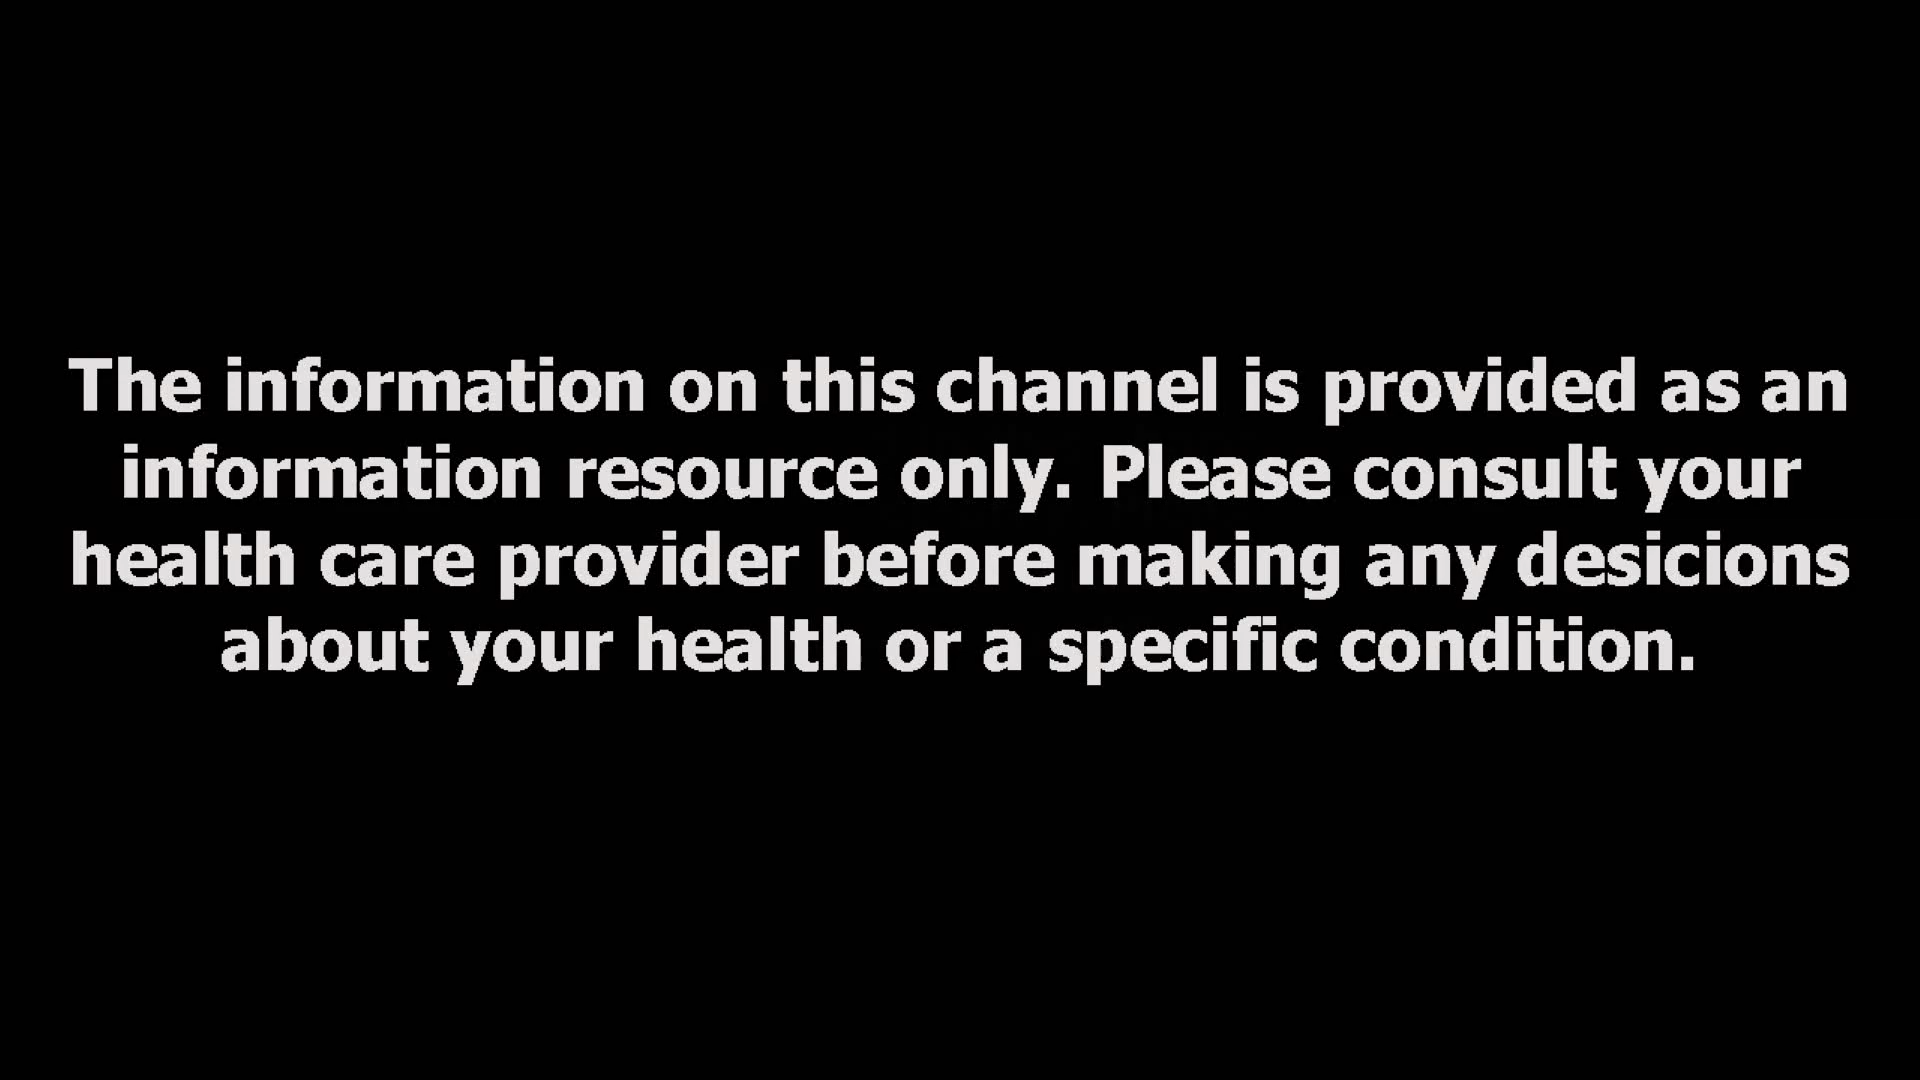 The information on this channel is provided as an
information resource only. Please consult your
health care provider before making any desicions
about your health or a specific condition.